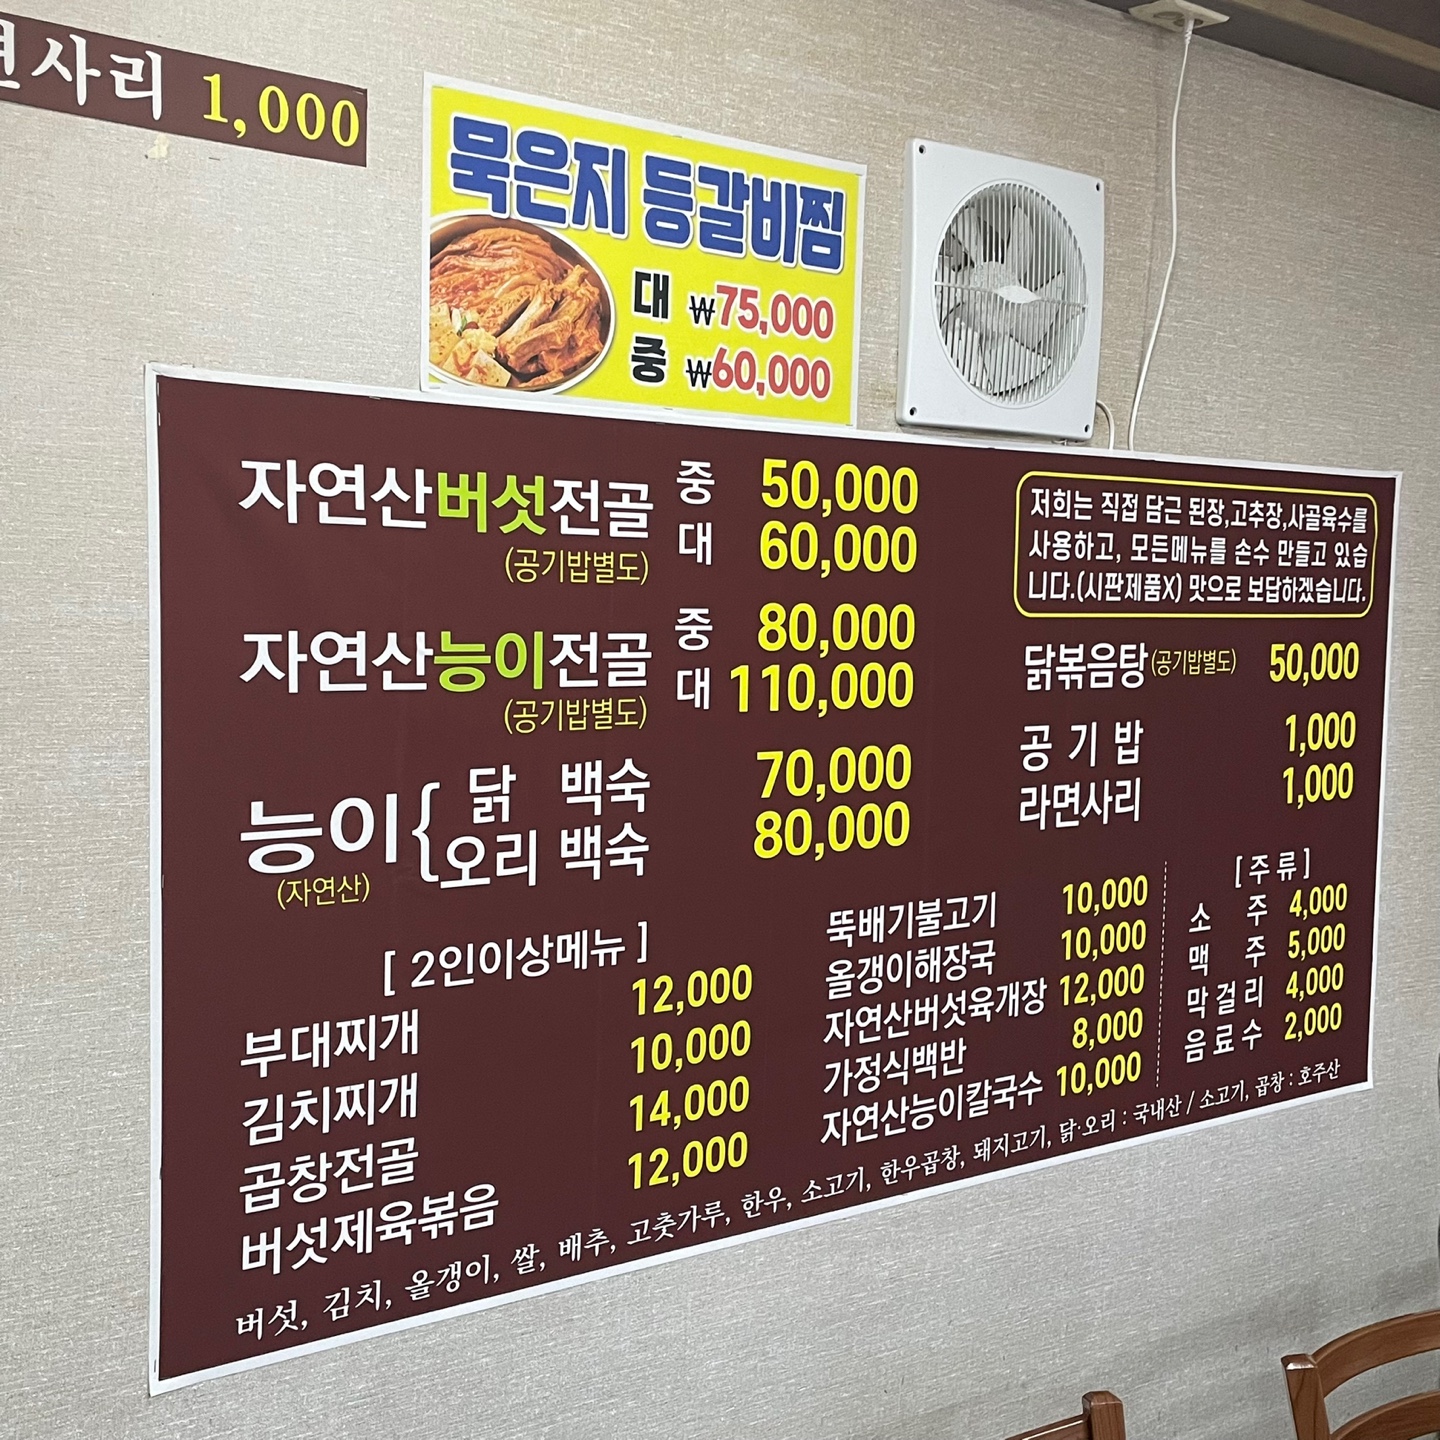 면사리 1,000
묵은지 등갈비찜
대 ₩75,000
중 ₩60,000
자연산버섯전골 중 50,000
(공기밥별도) 대 60,000
자연산능이전골 중 80,000
(공기밥별도) 대 110,000
능이 { 닭 백숙 70,000
(자연산) 오리 백숙 80,000
[ 2인이상메뉴 ]
부대찌개 12,000
김치찌개 10,000
곱창전골 14,000
버섯제육볶음 12,000
저희는 직접 담근 된장,고추장,사골육수를
사용하고, 모든메뉴를 손수 만들고 있습
니다.(시판제품X) 맛으로 보답하겠습니다.
닭볶음탕(공기밥별도) 50,000
공 기 밥 1,000
라면사리 1,000
뚝배기불고기 10,000
올갱이해장국 10,000
자연산버섯육개장 12,000
가정식백반 8,000
자연산능이칼국수 10,000
[ 주 류 ]
소 주 4,000
맥 주 5,000
막걸리 4,000
음료수 2,000
버섯, 김치, 올갱이, 쌀, 배추, 고춧가루, 한우, 소고기, 한우곱창, 돼지고기, 닭·오리 : 국내산 / 소고기, 곱창 : 호주산